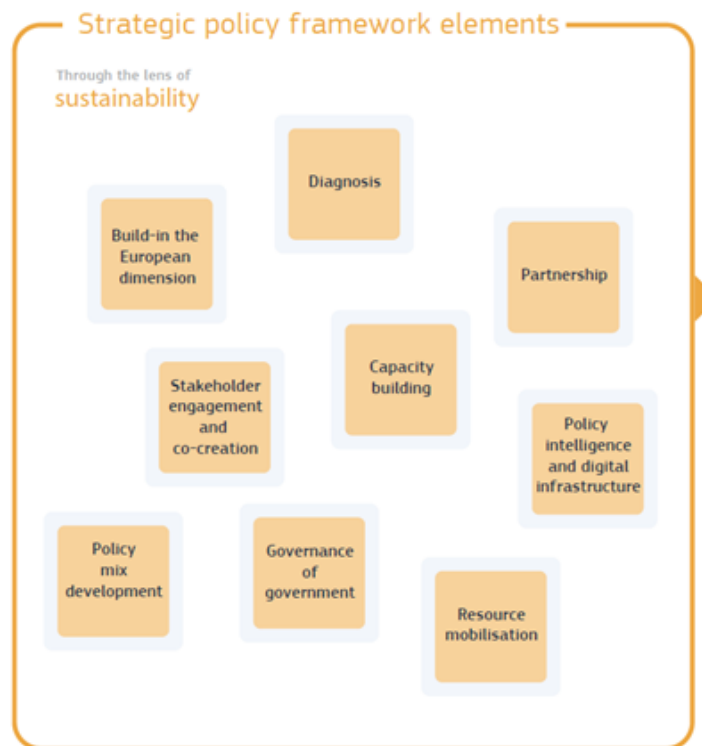 Strategic policy framework elements
Through the lens of
sustainability
Diagnosis
Build-in the
European
dimension
Partnership
Capacity
building
Stakeholder
engagement
and
co-creation
Policy
intelligence
and digital
infrastructure
Policy
mix
development
Governance
of
government
Resource
mobilisation